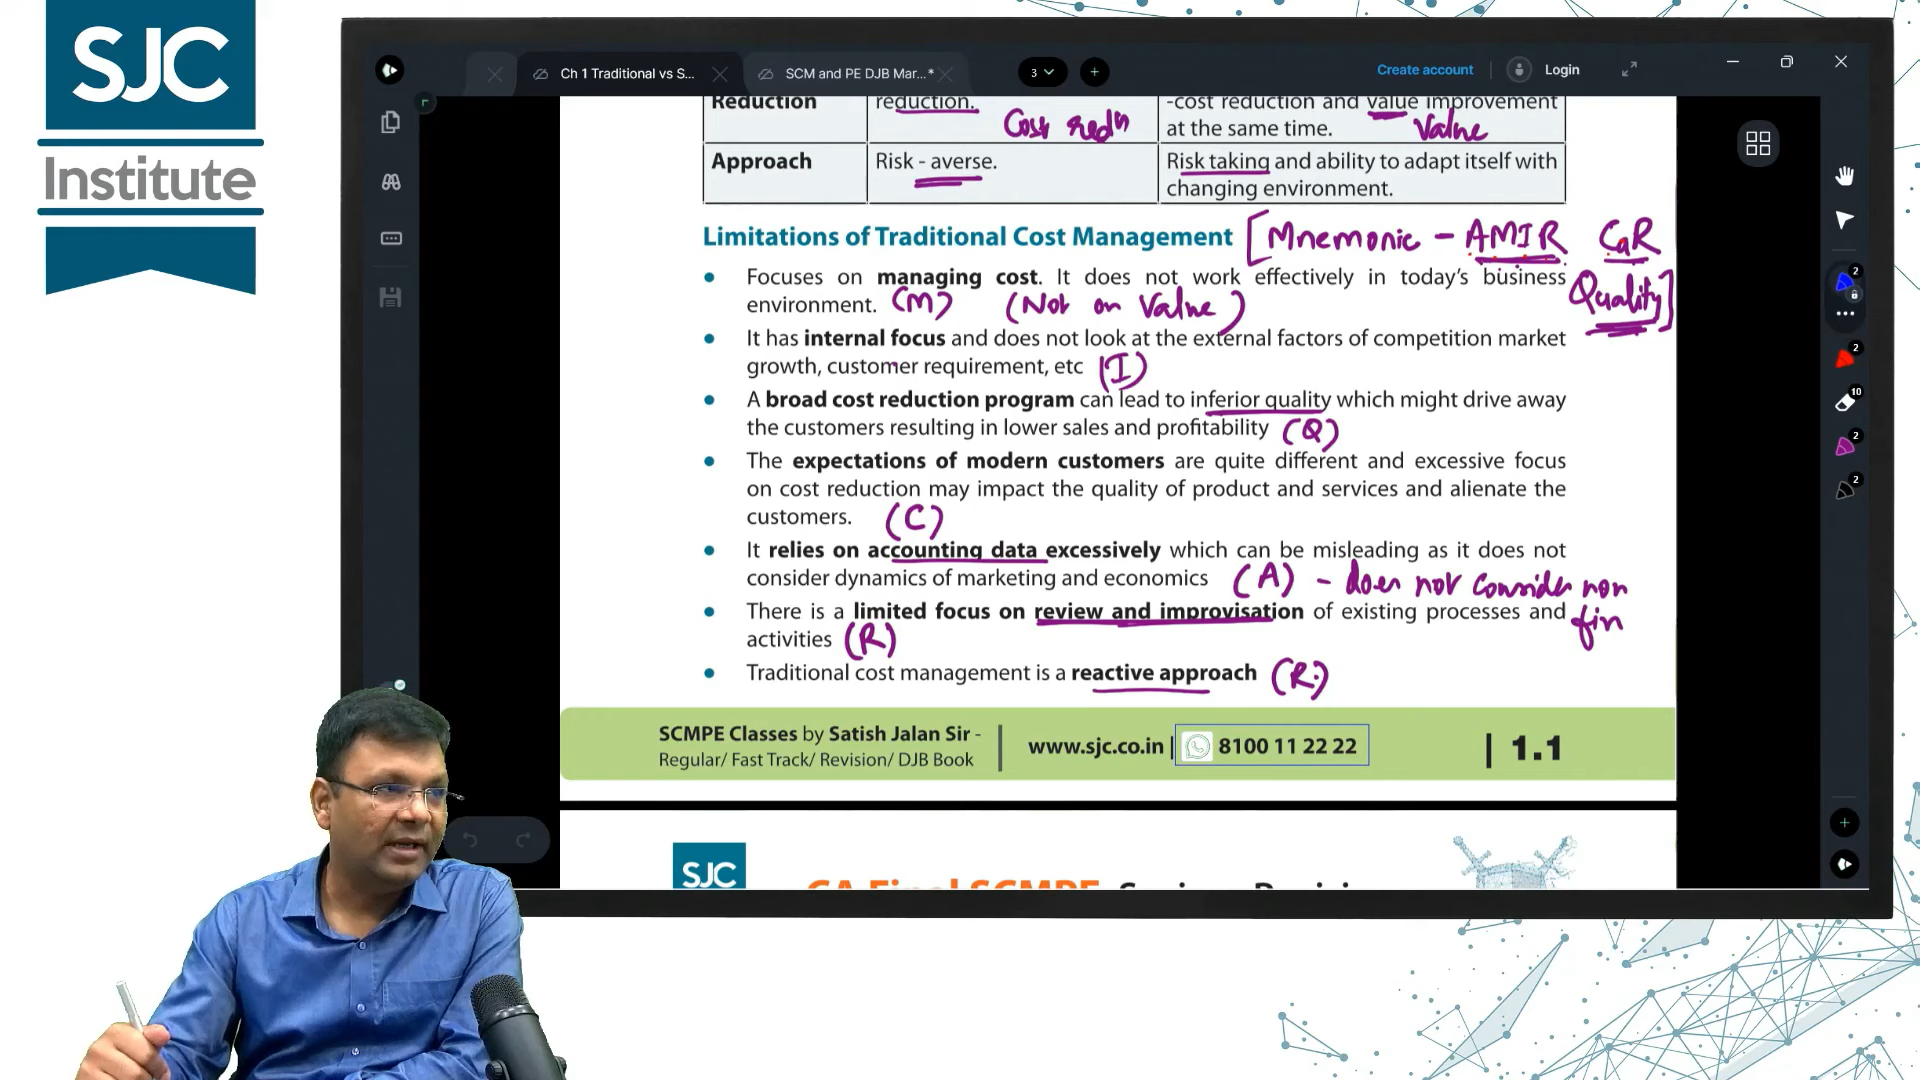 SJC
Institute
Ch 1 Traditional vs S...
SCM and PE DJB Mar...*
3
Create account
Login
Reduction
reduction.
Cost redn
-cost reduction and value improvement
at the same time.
Value
Approach
Risk - averse.
Risk taking and ability to adapt itself with
changing environment.
Limitations of Traditional Cost Management [Mnemonic - AMIR CaR
Quality]
• Focuses on managing cost. It does not work effectively in today's business
environment. (M) (Not on Value)
• It has internal focus and does not look at the external factors of competition market
growth, customer requirement, etc (I)
• A broad cost reduction program can lead to inferior quality which might drive away
the customers resulting in lower sales and profitability (Q)
• The expectations of modern customers are quite different and excessive focus
on cost reduction may impact the quality of product and services and alienate the
customers. (C)
• It relies on accounting data excessively which can be misleading as it does not
consider dynamics of marketing and economics (A) - does not consider non
fin
• There is a limited focus on review and improvisation of existing processes and
activities (R)
• Traditional cost management is a reactive approach (R)
SCMPE Classes by Satish Jalan Sir -
Regular/ Fast Track/ Revision/ DJB Book
www.sjc.co.in | 8100 11 22 22
| 1.1
SJC
CA Final SCMPE
2
2
10
2
2